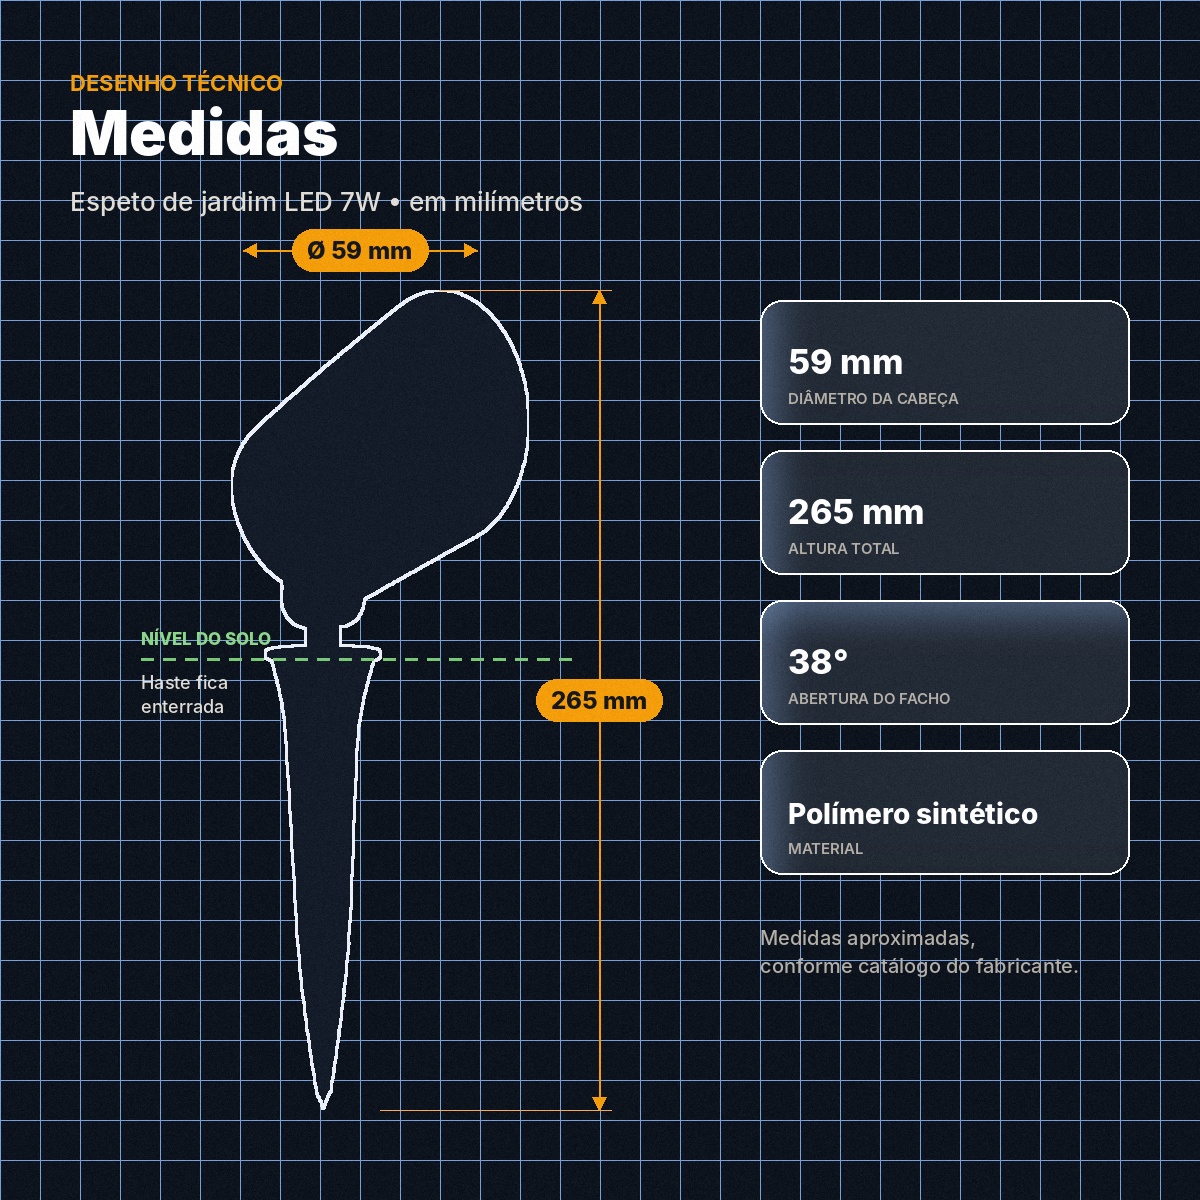 DESENHO TÉCNICO
Medidas
Espeto de jardim LED 7W • em milímetros
Ø 59 mm
59 mm
DIÂMETRO DA CABEÇA
265 mm
ALTURA TOTAL
38°
ABERTURA DO FACHO
NÍVEL DO SOLO
Haste fica
enterrada
265 mm
Polímero sintético
MATERIAL
Medidas aproximadas,
conforme catálogo do fabricante.